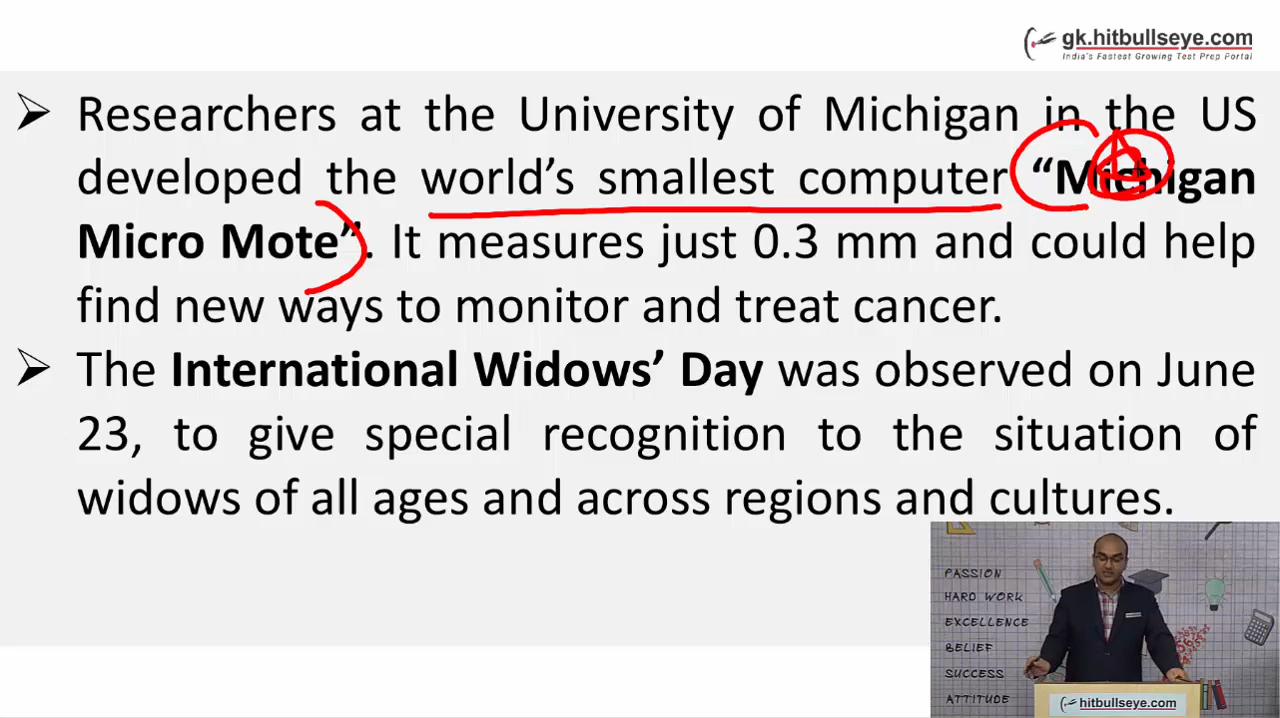 gk.hitbullseye.com
India's Fastest Growing Test Prep Portal
Researchers at the University of Michigan in the US
developed the world's smallest computer "Michigan
Micro Mote". It measures just 0.3 mm and could help
find new ways to monitor and treat cancer.
The International Widows' Day was observed on June
23, to give special recognition to the situation of
widows of all ages and across regions and cultures.
PASSION
HARD WORK
EXCELLENCE
BELIEF
SUCCESS
ATTITUDE
hitbullseye.com